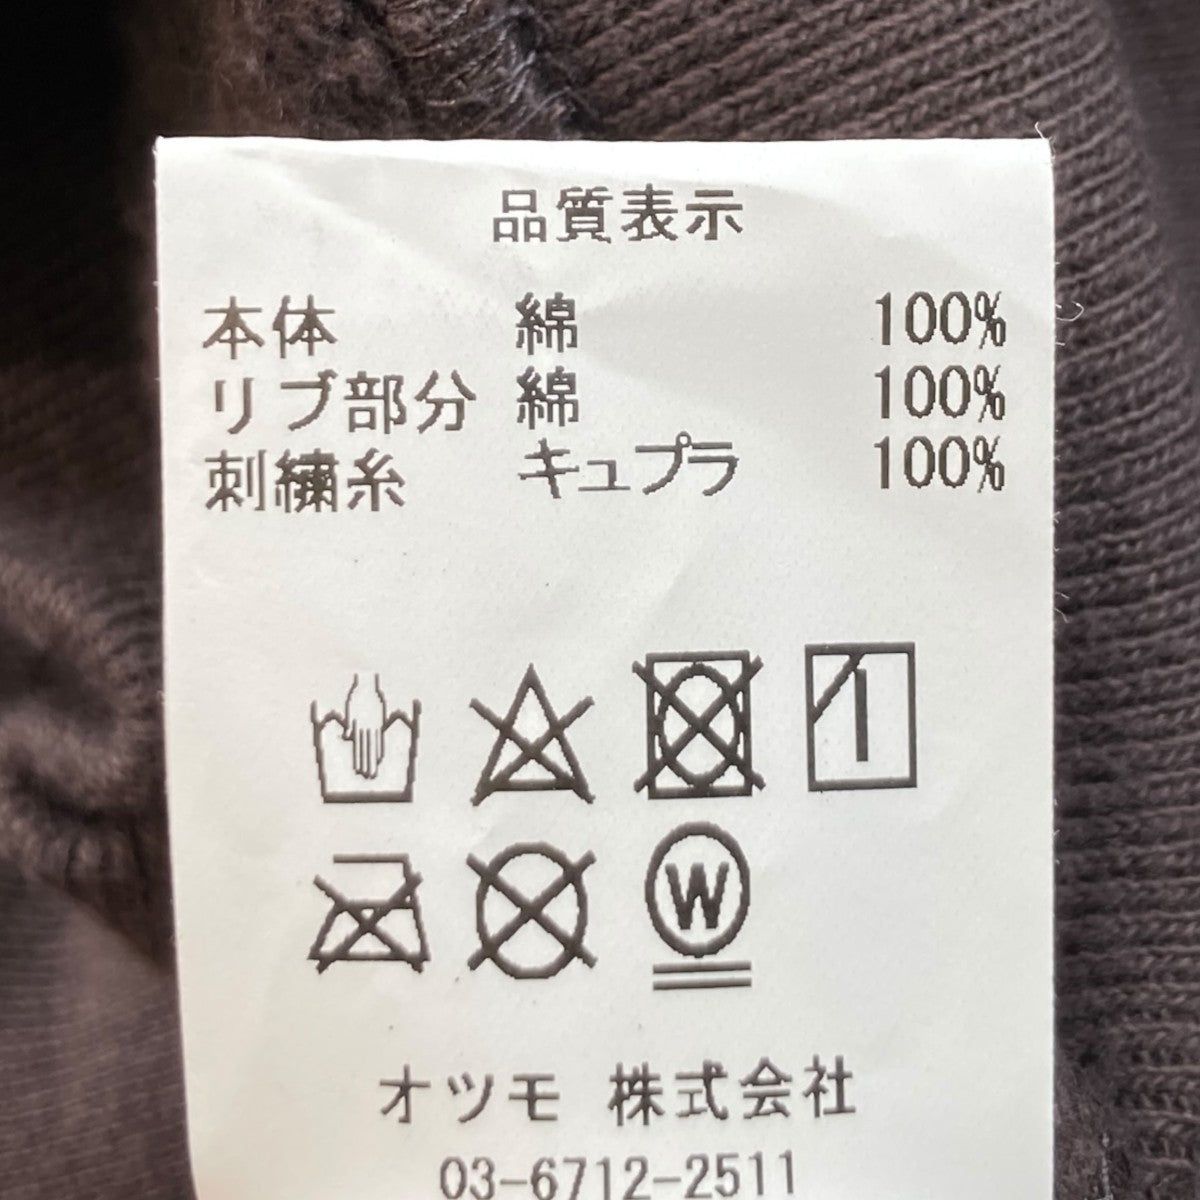 品質表示
本体 綿 100%
リブ部分 綿 100%
刺繍糸 キュプラ 100%
W
オツモ 株式会社
03-6712-2511